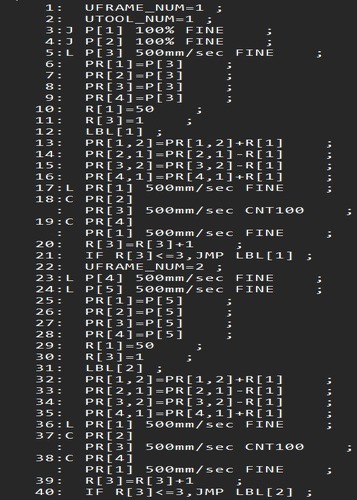 1: UFRAME_NUM=1 ;
2: UTOOL_NUM=1 ;
3:J P[1] 100% FINE ;
4:J P[2] 100% FINE ;
5:L P[3] 500mm/sec FINE ;
6: PR[1]=P[3] ;
7: PR[2]=P[3] ;
8: PR[3]=P[3] ;
9: PR[4]=P[3] ;
10: R[1]=50 ;
11: R[3]=1 ;
12: LBL[1] ;
13: PR[1,2]=PR[1,2]+R[1] ;
14: PR[2,1]=PR[2,1]-R[1] ;
15: PR[3,2]=PR[3,2]-R[1] ;
16: PR[4,1]=PR[4,1]+R[1] ;
17:L PR[1] 500mm/sec FINE ;
18:C PR[2]
PR[3] 500mm/sec CNT100 ;
19:C PR[4]
PR[1] 500mm/sec FINE ;
20: R[3]=R[3]+1 ;
21: IF R[3]<=3,JMP LBL[1] ;
22: UFRAME_NUM=2 ;
23:L P[4] 500mm/sec FINE ;
24:L P[5] 500mm/sec FINE ;
25: PR[1]=P[5] ;
26: PR[2]=P[5] ;
27: PR[3]=P[5] ;
28: PR[4]=P[5] ;
29: R[1]=50 ;
30: R[3]=1 ;
31: LBL[2] ;
32: PR[1,2]=PR[1,2]+R[1] ;
33: PR[2,1]=PR[2,1]-R[1] ;
34: PR[3,2]=PR[3,2]-R[1] ;
35: PR[4,1]=PR[4,1]+R[1] ;
36:L PR[1] 500mm/sec FINE ;
37:C PR[2]
PR[3] 500mm/sec CNT100 ;
38:C PR[4]
PR[1] 500mm/sec FINE ;
39: R[3]=R[3]+1 ;
40: IF R[3]<=3,JMP LBL[2] ;